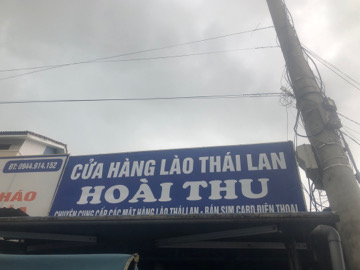 CỬA HÀNG LÀO THÁI LAN
HOÀI THU
CHUYÊN CUNG CẤP CÁC MẶT HÀNG LÀO THÁI LAN - BÁN SIM CARD ĐIỆN THOẠI
ĐT: 0944.614.152
HẢO